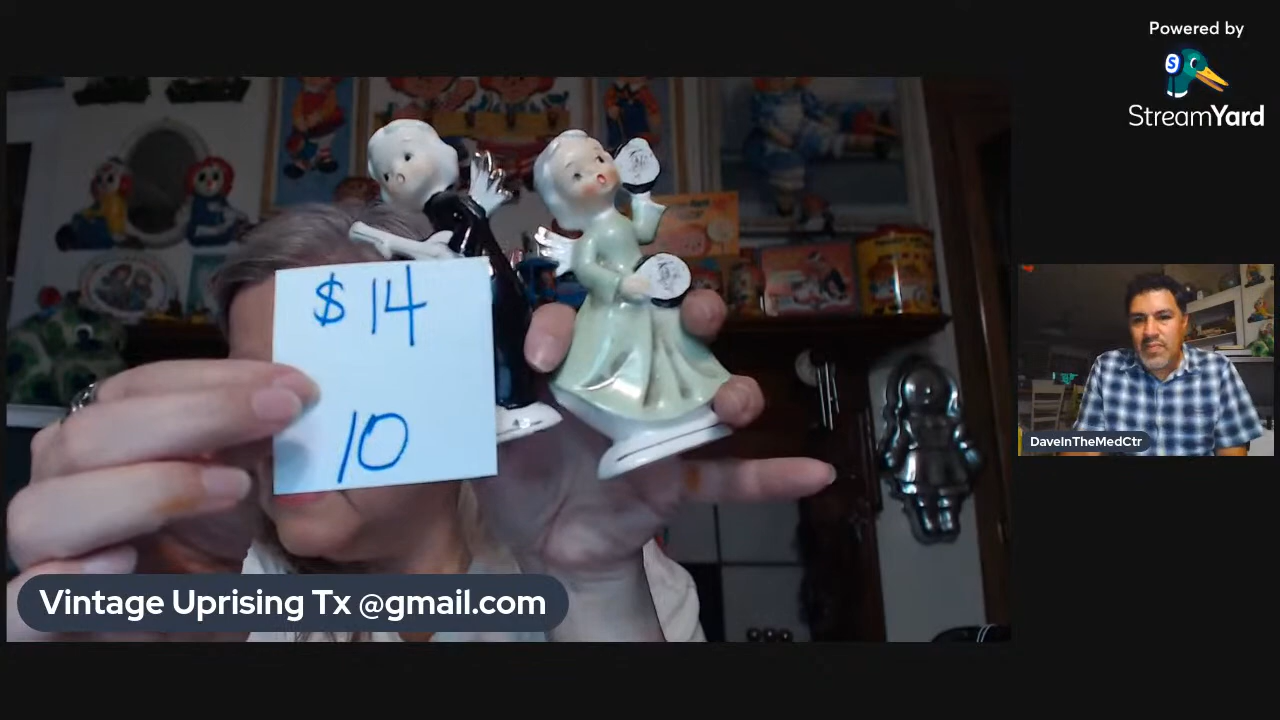 Powered by
StreamYard
$14
10
DaveInTheMedCtr
Vintage Uprising Tx @gmail.com